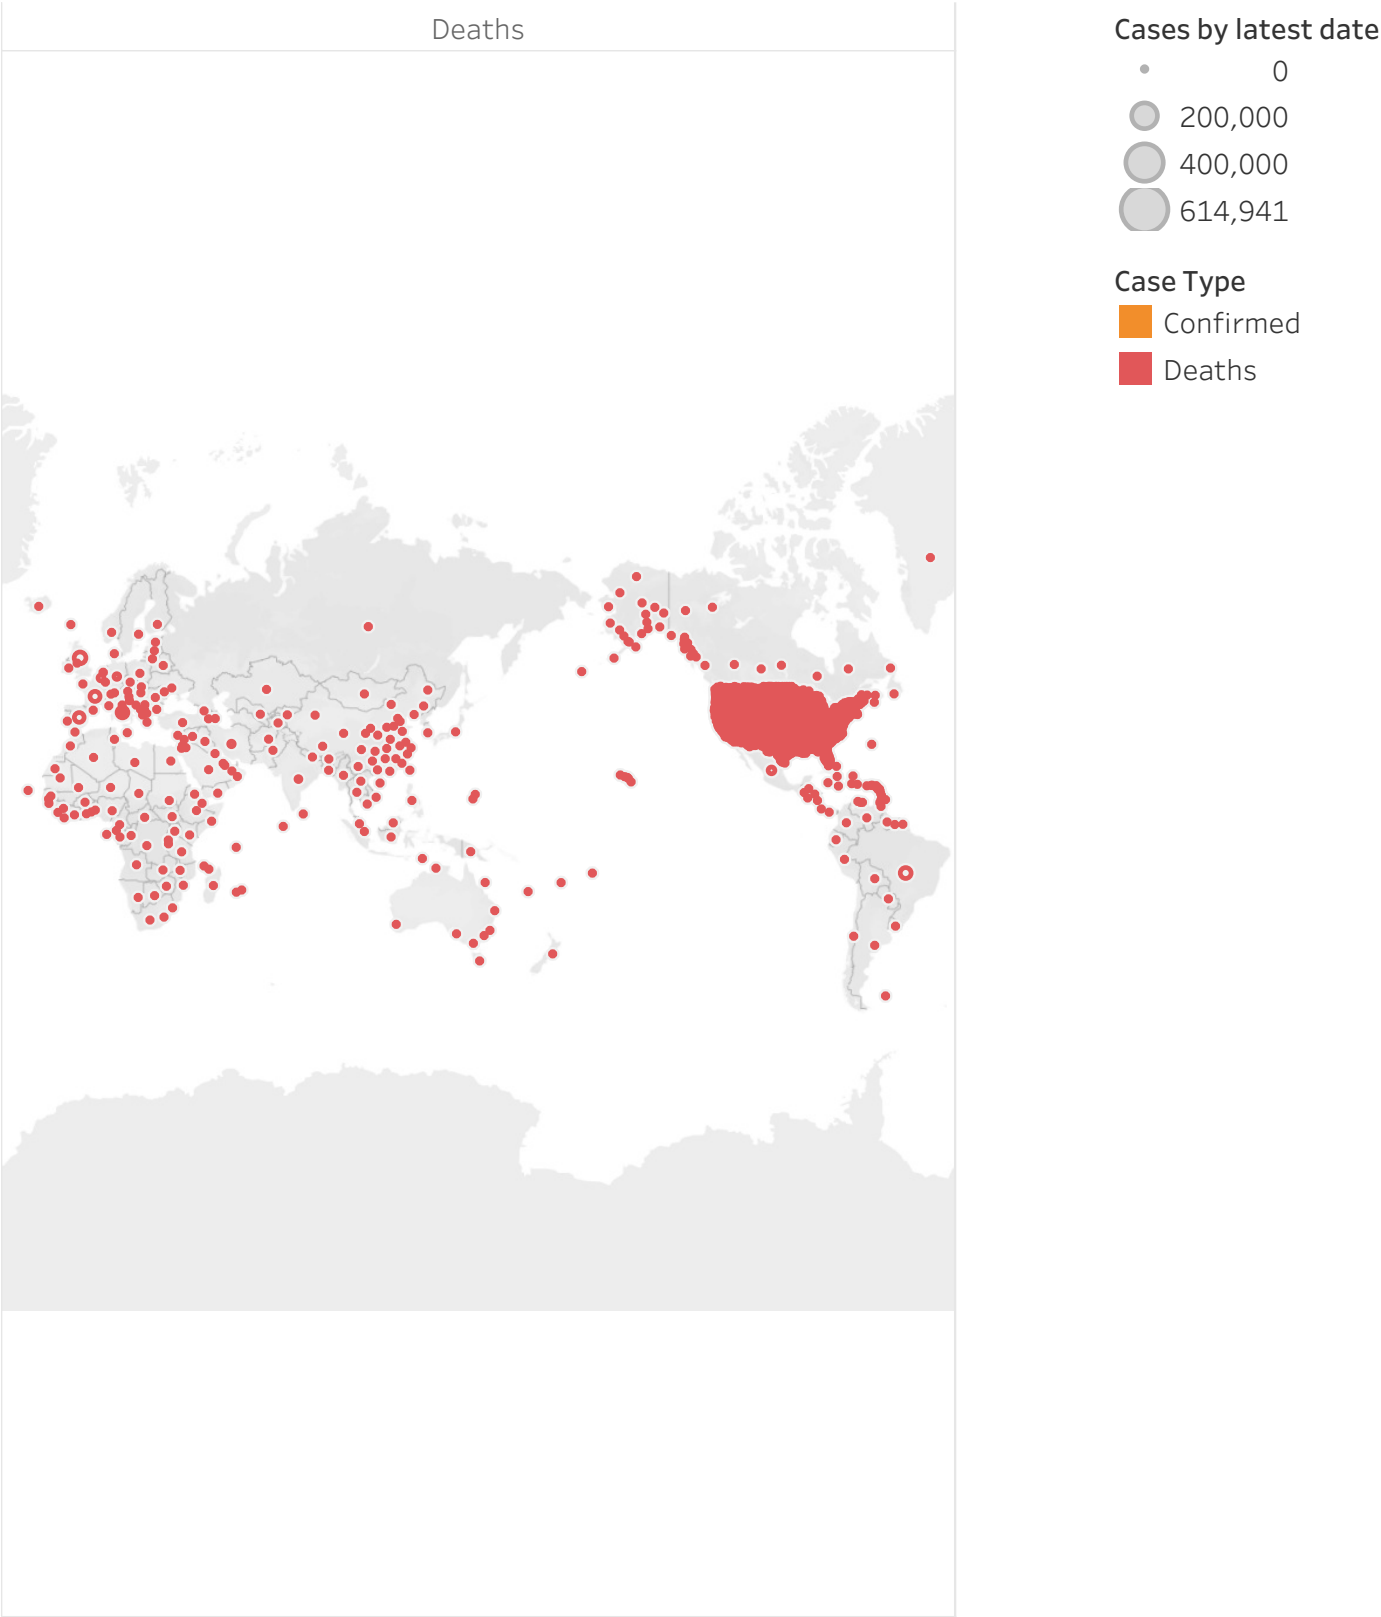 Deaths
Cases by latest date
0
200,000
400,000
614,941
Case Type
Confirmed
Deaths